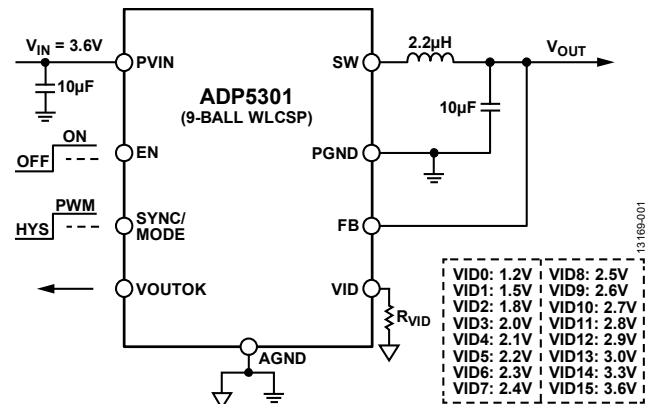 VIN = 3.6V
10µF
PVIN
ADP5301
(9-BALL WLCSP)
SW
2.2µH
VOUT
10µF
ON
OFF
EN
PGND
PWM
HYS
SYNC/
MODE
FB
VOUTOK
VID
RVID
AGND
VID0: 1.2V
VID1: 1.5V
VID2: 1.8V
VID3: 2.0V
VID4: 2.1V
VID5: 2.2V
VID6: 2.3V
VID7: 2.4V
VID8: 2.5V
VID9: 2.6V
VID10: 2.7V
VID11: 2.8V
VID12: 2.9V
VID13: 3.0V
VID14: 3.3V
VID15: 3.6V
13169-001